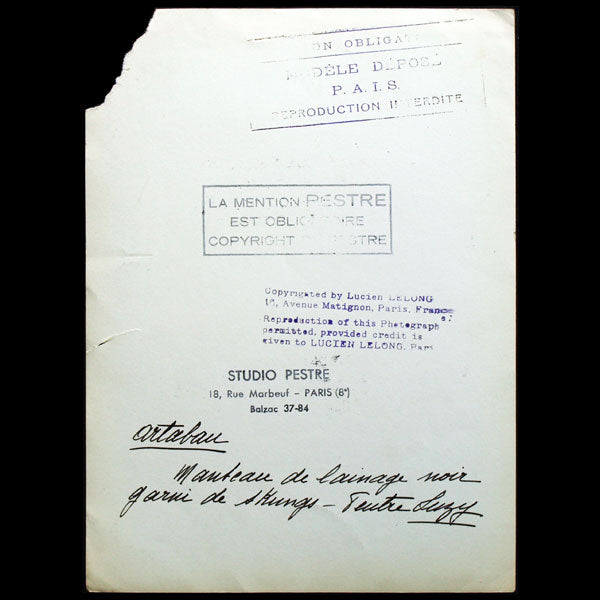 ON OBLIGAT
MODÈLE DÉPOSÉ
P. A. I. S.
REPRODUCTION INTERDITE
LA MENTION PESTRE
EST OBLIGATOIRE
COPYRIGHT PESTRE
Copyrighted by Lucien LELONG
16, Avenue Matignon, Paris, France
Reproduction of this Photograph
permitted, provided credit is
given to LUCIEN LELONG, Pari
STUDIO PESTRE
18, Rue Marbeuf - PARIS (8e)
Balzac 37-84
Artaban
Manteau de lainage noir
garni de skungs - Feutre Suzy